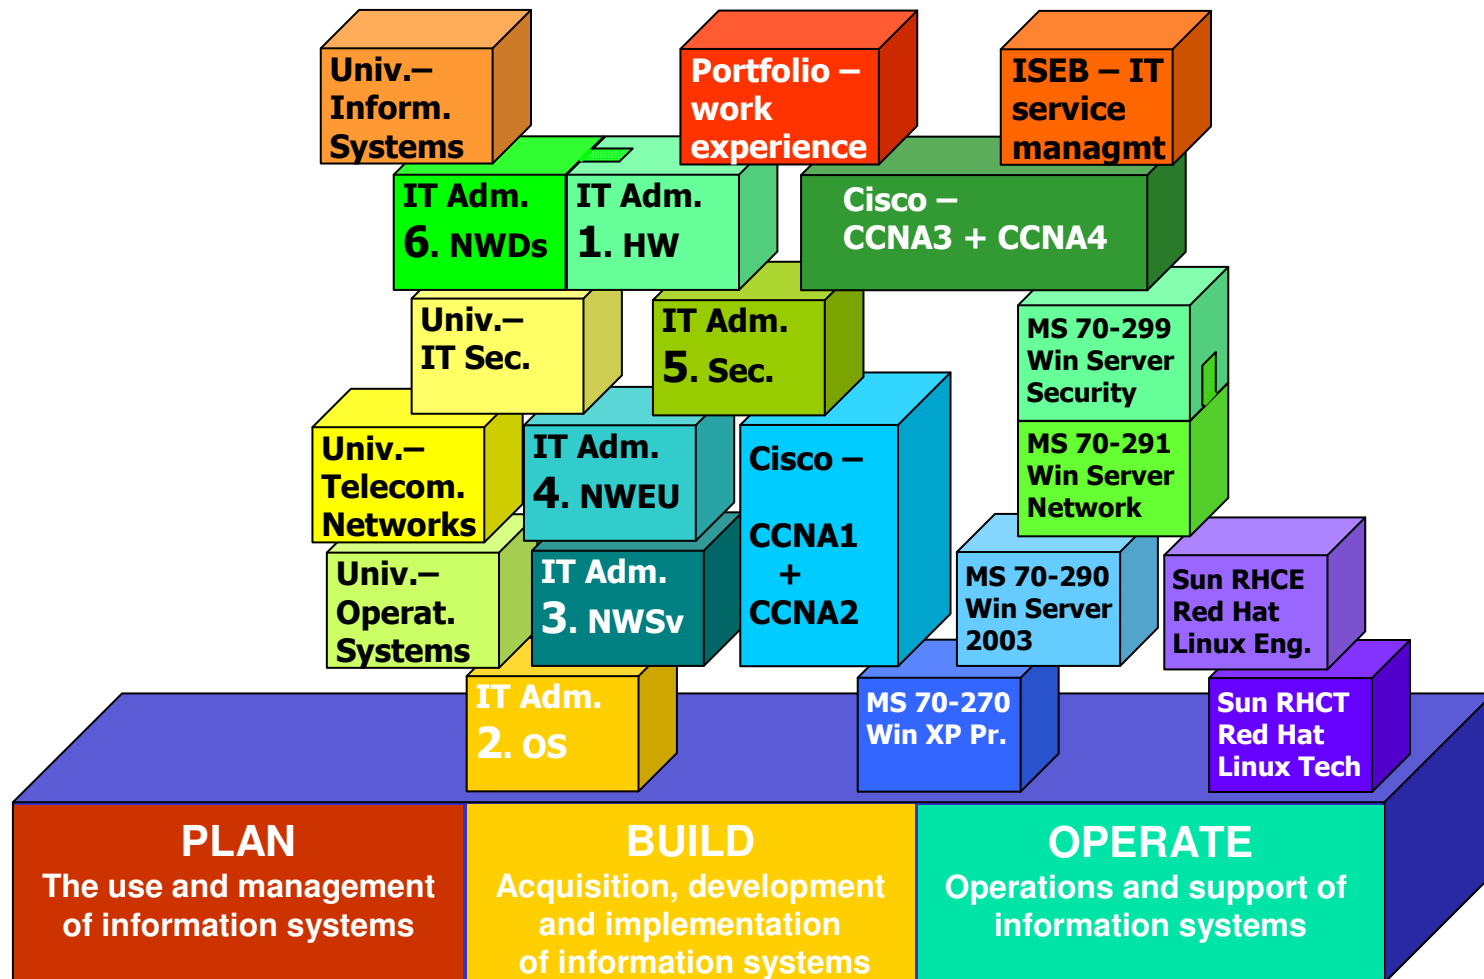 Univ.–
Inform.
Systems
Portfolio –
work
experience
ISEB – IT
service
managmt
IT Adm.
6. NWDs
IT Adm.
1. HW
Cisco –
CCNA3 + CCNA4
Univ.–
IT Sec.
IT Adm.
5. Sec.
MS 70-299
Win Server
Security
Univ.–
Telecom.
Networks
IT Adm.
4. NWEU
Cisco –
CCNA1
+
CCNA2
MS 70-291
Win Server
Network
Univ.–
Operat.
Systems
IT Adm.
3. NWSv
MS 70-290
Win Server
2003
Sun RHCE
Red Hat
Linux Eng.
IT Adm.
2. OS
MS 70-270
Win XP Pr.
Sun RHCT
Red Hat
Linux Tech
PLAN
The use and management
of information systems
BUILD
Acquisition, development
and implementation
of information systems
OPERATE
Operations and support of
information systems